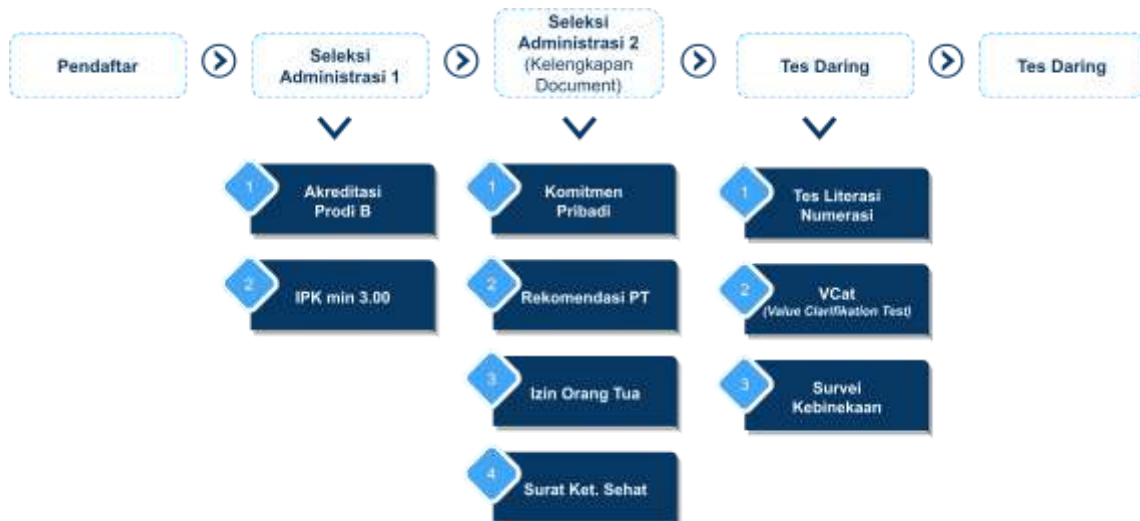 Pendaftar
Seleksi
Administrasi 1
Seleksi
Administrasi 2
(Kelengkapan
Document)
Tes Daring
Tes Daring
1
Akreditasi
Prodi B
2
IPK min 3.00
1
Komitmen
Pribadi
2
Rekomendasi PT
3
Izin Orang Tua
4
Surat Ket. Sehat
1
Tes Literasi
Numerasi
2
VCat
(Value Clarifikation Test)
3
Survei
Kebinekaan